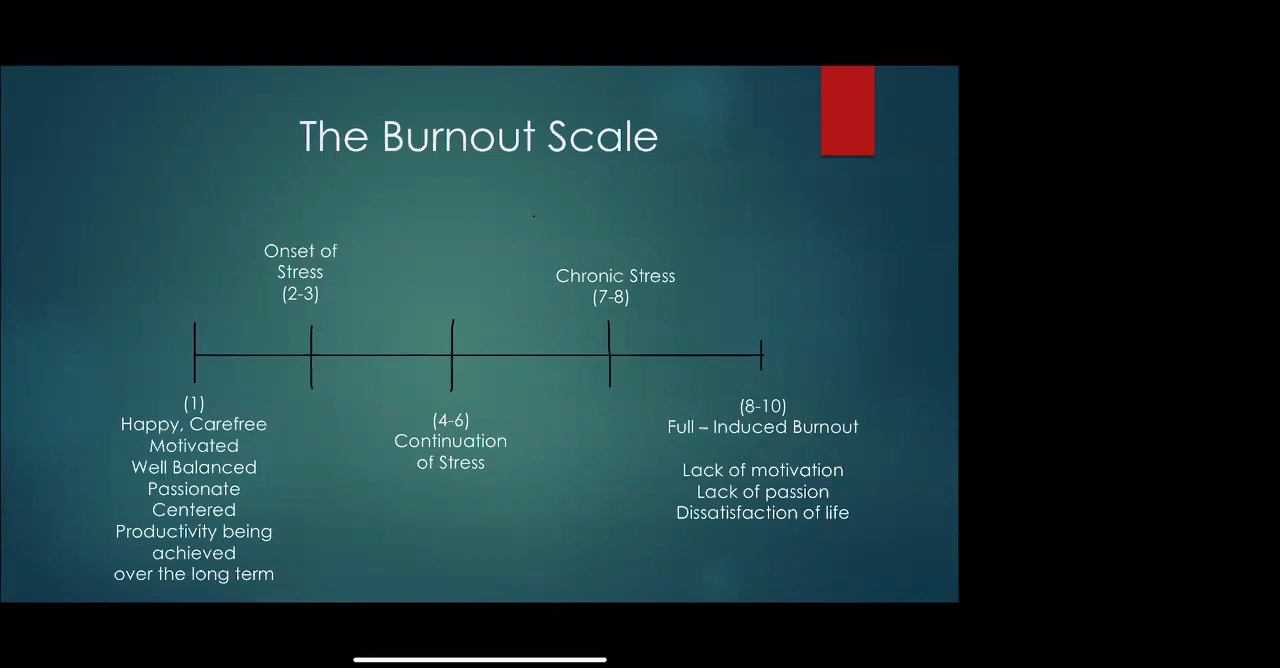 The Burnout Scale
Onset of
Stress
(2-3)
Chronic Stress
(7-8)
(1)
Happy, Carefree
Motivated
Well Balanced
Passionate
Centered
Productivity being
achieved
over the long term
(4-6)
Continuation
of Stress
(8-10)
Full – Induced Burnout
Lack of motivation
Lack of passion
Dissatisfaction of life